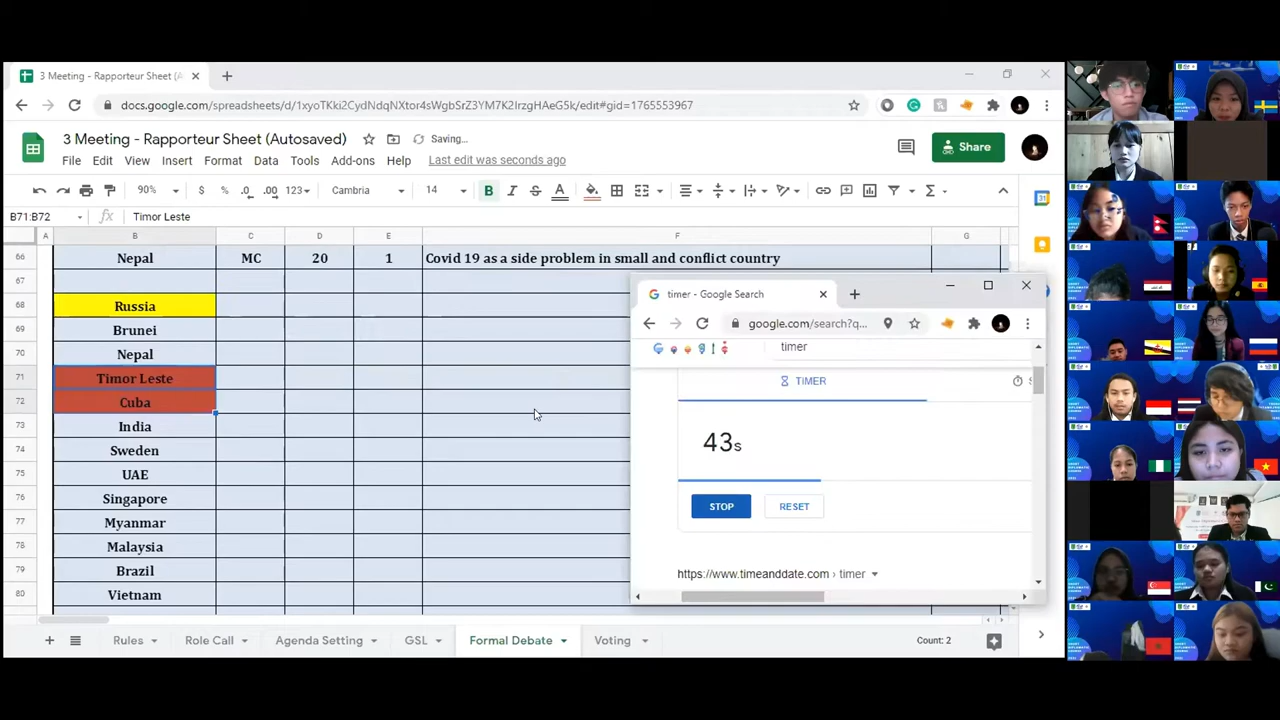 3 Meeting - Rapporteur Sheet (A
docs.google.com/spreadsheets/d/1xyoTKki2CydNdqNXtor4sWgbSrZ3YM7K2IrzgHAeG5k/edit#gid=1765553967
3 Meeting - Rapporteur Sheet (Autosaved) Saving...
File Edit View Insert Format Data Tools Add-ons Help Last edit was seconds ago
Share
90% $ % .0 .00 123 Cambria 14 B I S A
B71:B72 fx Timor Leste
A B C D E F G
66 Nepal MC 20 1 Covid 19 as a side problem in small and conflict country
67
68 Russia
69 Brunei
70 Nepal
71 Timor Leste
72 Cuba
73 India
74 Sweden
75 UAE
76 Singapore
77 Myanmar
78 Malaysia
79 Brazil
80 Vietnam
timer - Google Search
google.com/search?q...
timer
TIMER
43s
STOP RESET
https://www.timeanddate.com › timer
Rules Role Call Agenda Setting GSL Formal Debate Voting Count: 2